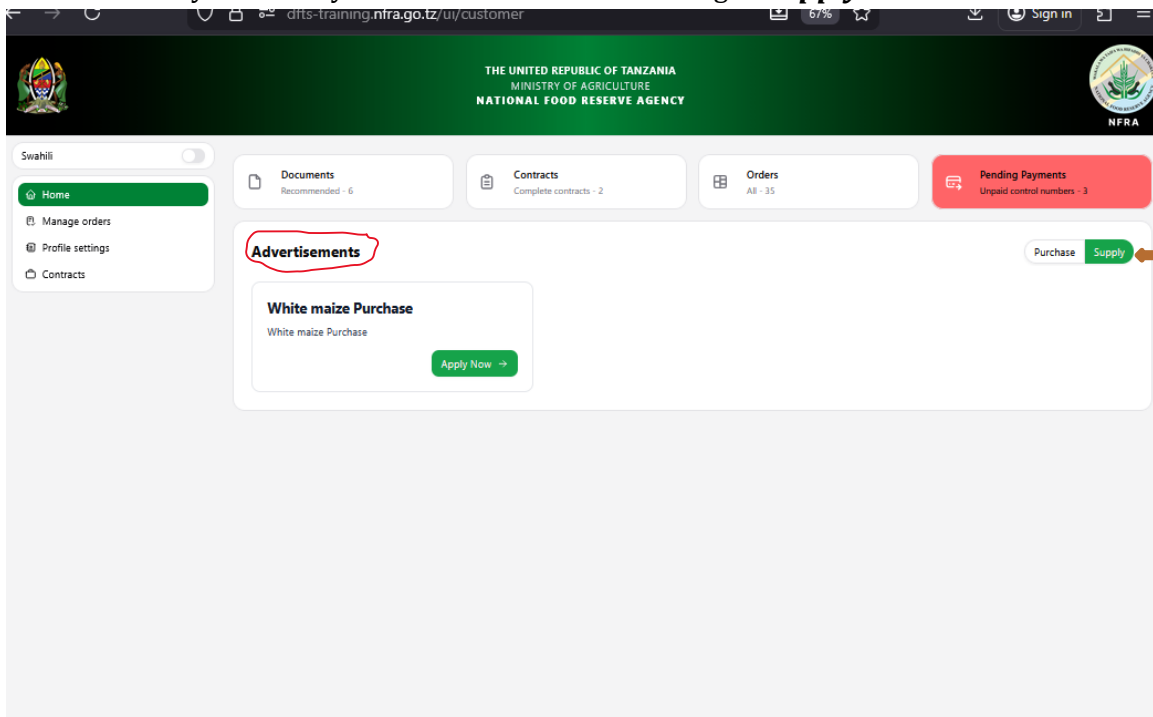 dfts-training.nfra.go.tz/ui/customer
67%
Sign in
THE UNITED REPUBLIC OF TANZANIA
MINISTRY OF AGRICULTURE
NATIONAL FOOD RESERVE AGENCY
NFRA
Swahili
Home
Manage orders
Profile settings
Contracts
Documents
Recommended - 6
Contracts
Complete contracts - 2
Orders
All - 35
Pending Payments
Unpaid control numbers - 3
Advertisements
Purchase
Supply
White maize Purchase
White maize Purchase
Apply Now →